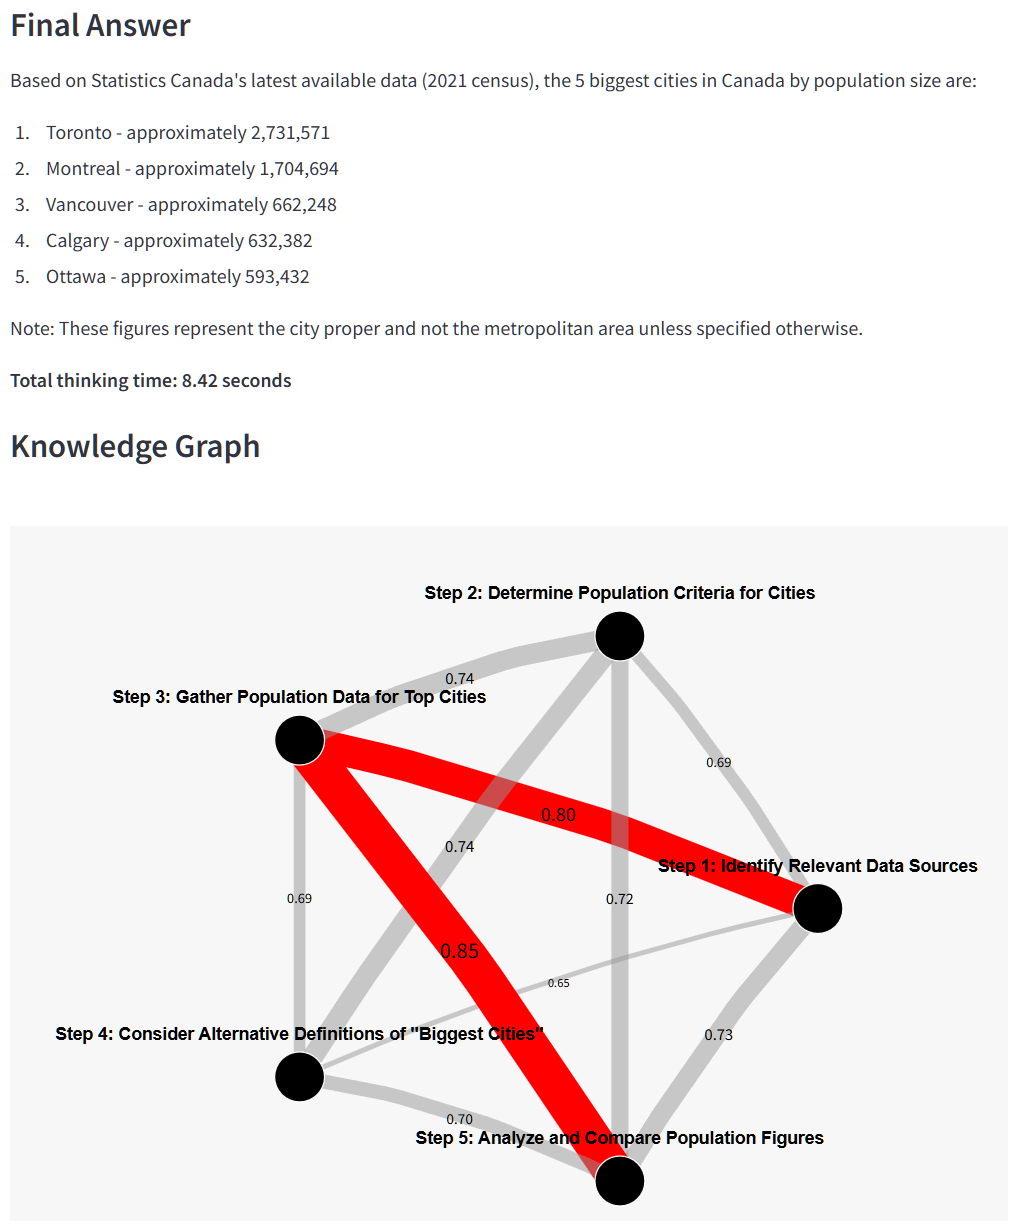 Final Answer
Based on Statistics Canada's latest available data (2021 census), the 5 biggest cities in Canada by population size are:
1. Toronto - approximately 2,731,571
2. Montreal - approximately 1,704,694
3. Vancouver - approximately 662,248
4. Calgary - approximately 632,382
5. Ottawa - approximately 593,432
Note: These figures represent the city proper and not the metropolitan area unless specified otherwise.
Total thinking time: 8.42 seconds
Knowledge Graph
Step 2: Determine Population Criteria for Cities
0.74
Step 3: Gather Population Data for Top Cities
0.69
0.80
0.74
Step 1: Identify Relevant Data Sources
0.69
0.72
0.85
0.65
Step 4: Consider Alternative Definitions of "Biggest Cities"
0.73
0.70
Step 5: Analyze and Compare Population Figures